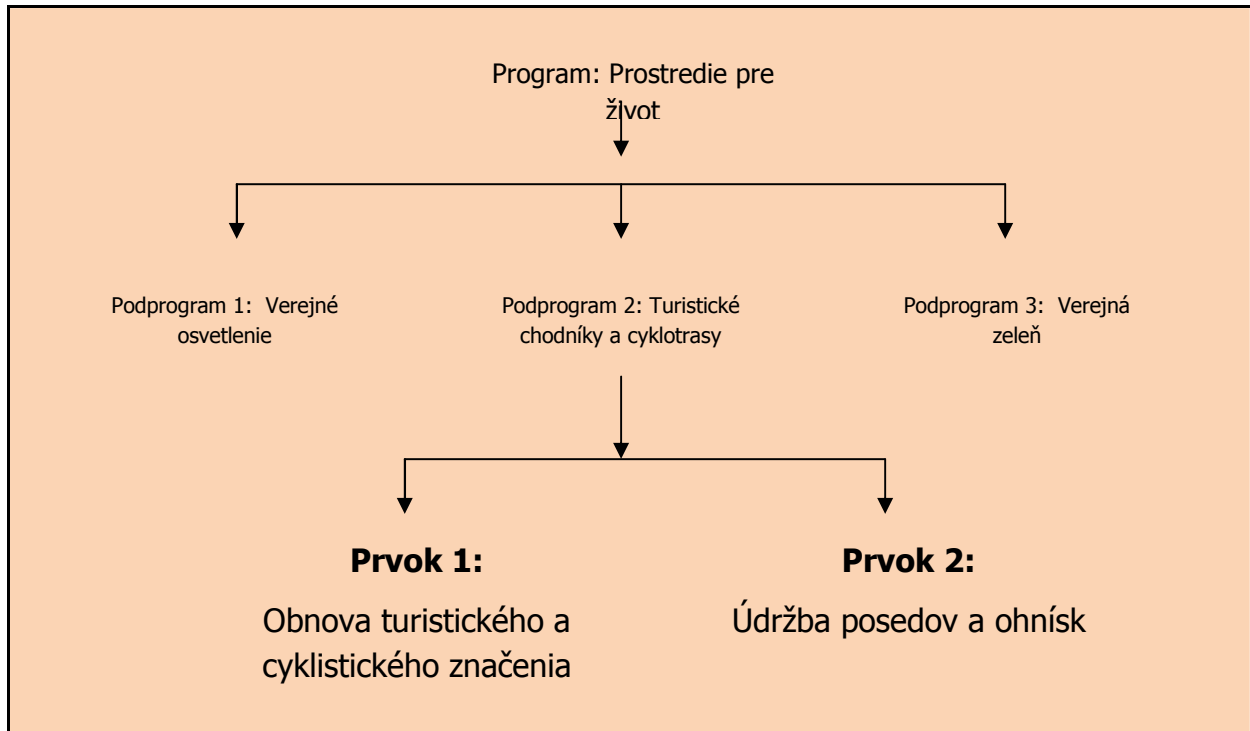 Program: Prostredie pre
život
Podprogram 1: Verejné
osvetlenie
Podprogram 2: Turistické
chodníky a cyklotrasy
Podprogram 3: Verejná
zeleň
Prvok 1:
Obnova turistického a
cyklistického značenia
Prvok 2:
Údržba posedov a ohnísk